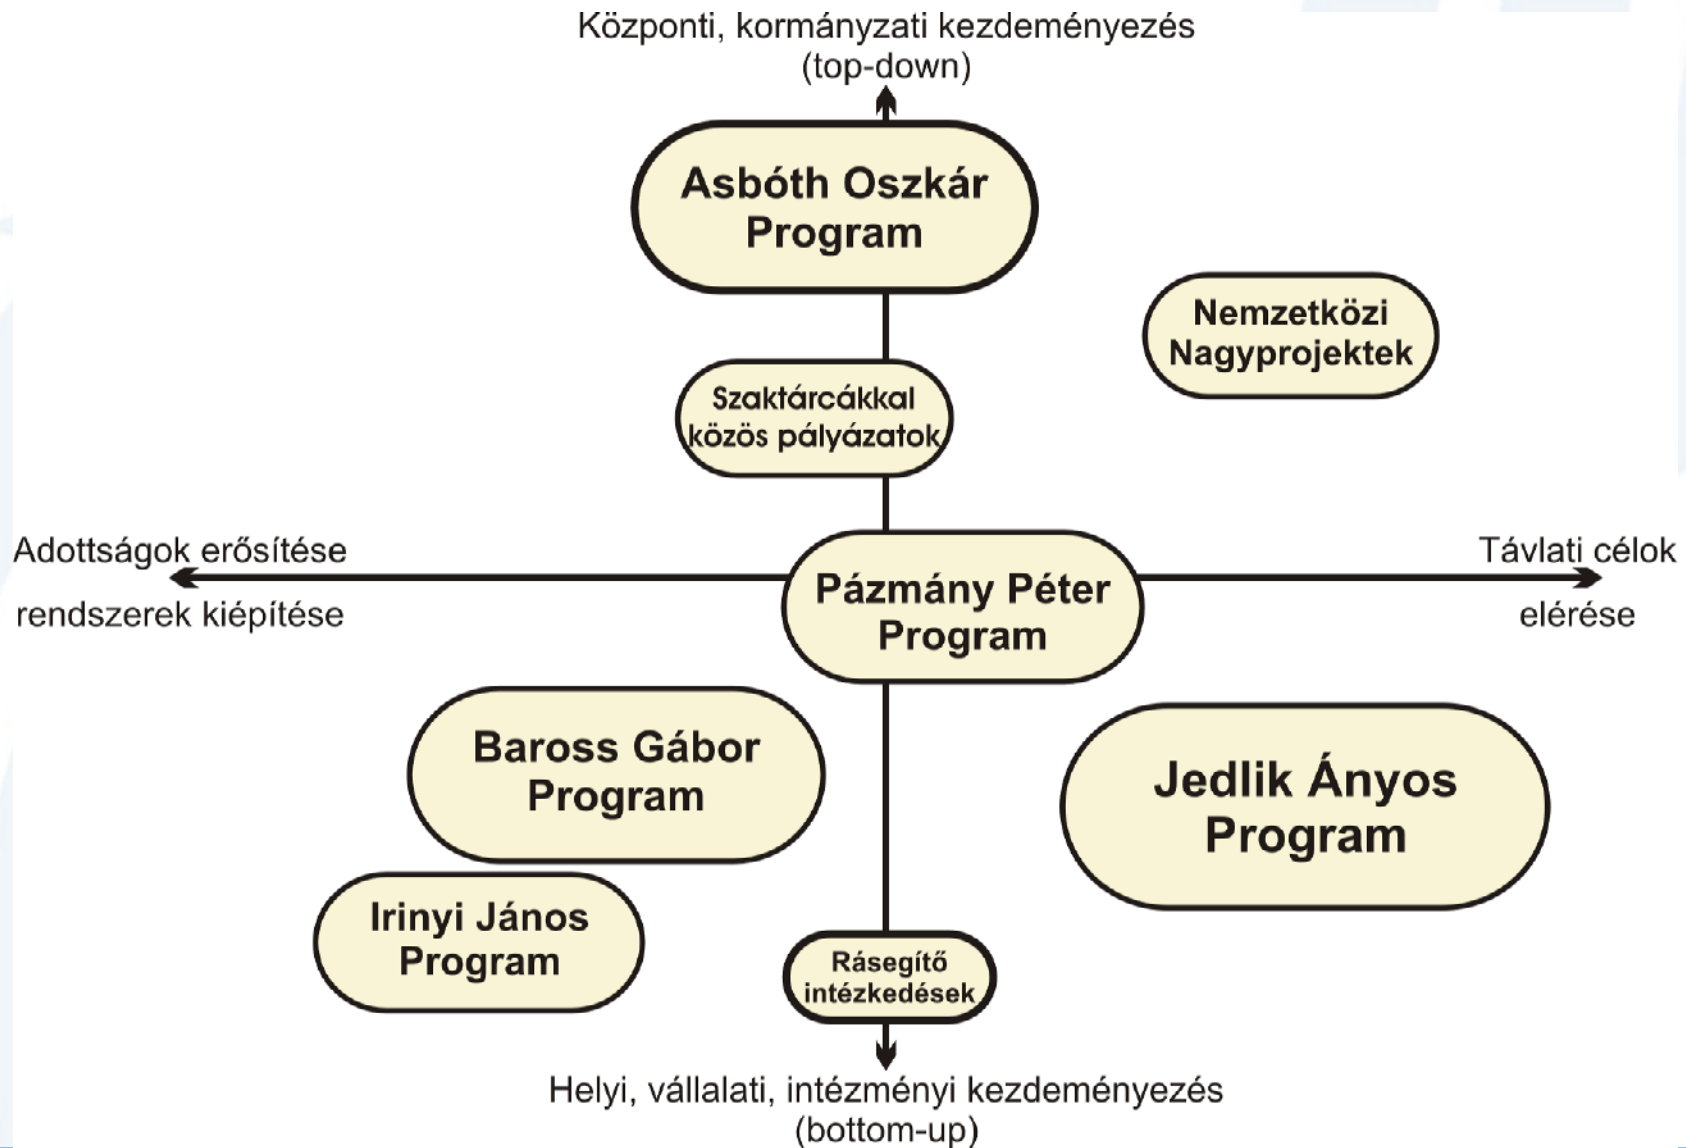 Központi, kormányzati kezdeményezés
(top-down)
Asbóth Oszkár
Program
Nemzetközi
Nagyprojektek
Szaktárcákkal
közös pályázatok
Adottságok erősítése
rendszerek kiépítése
Távlati célok
elérése
Pázmány Péter
Program
Baross Gábor
Program
Jedlik Ányos
Program
Irinyi János
Program
Rásegítő
intézkedések
Helyi, vállalati, intézményi kezdeményezés
(bottom-up)